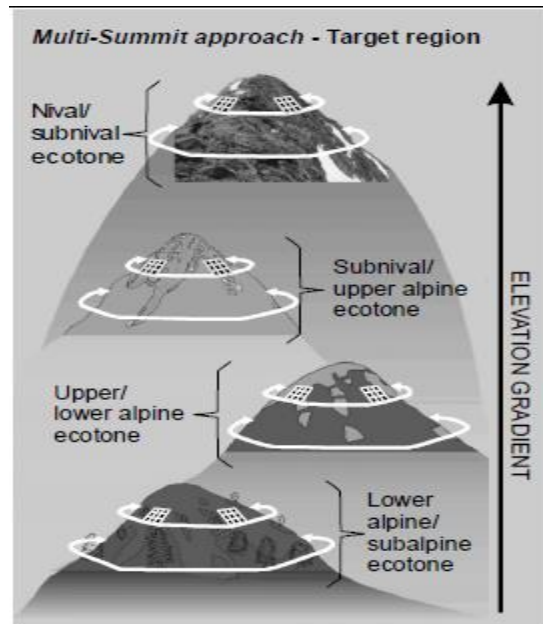 Multi-Summit approach - Target region
Nival/
subnival
ecotone
Subnival/
upper alpine
ecotone
Upper/
lower alpine
ecotone
Lower
alpine/
subalpine
ecotone
ELEVATION GRADIENT